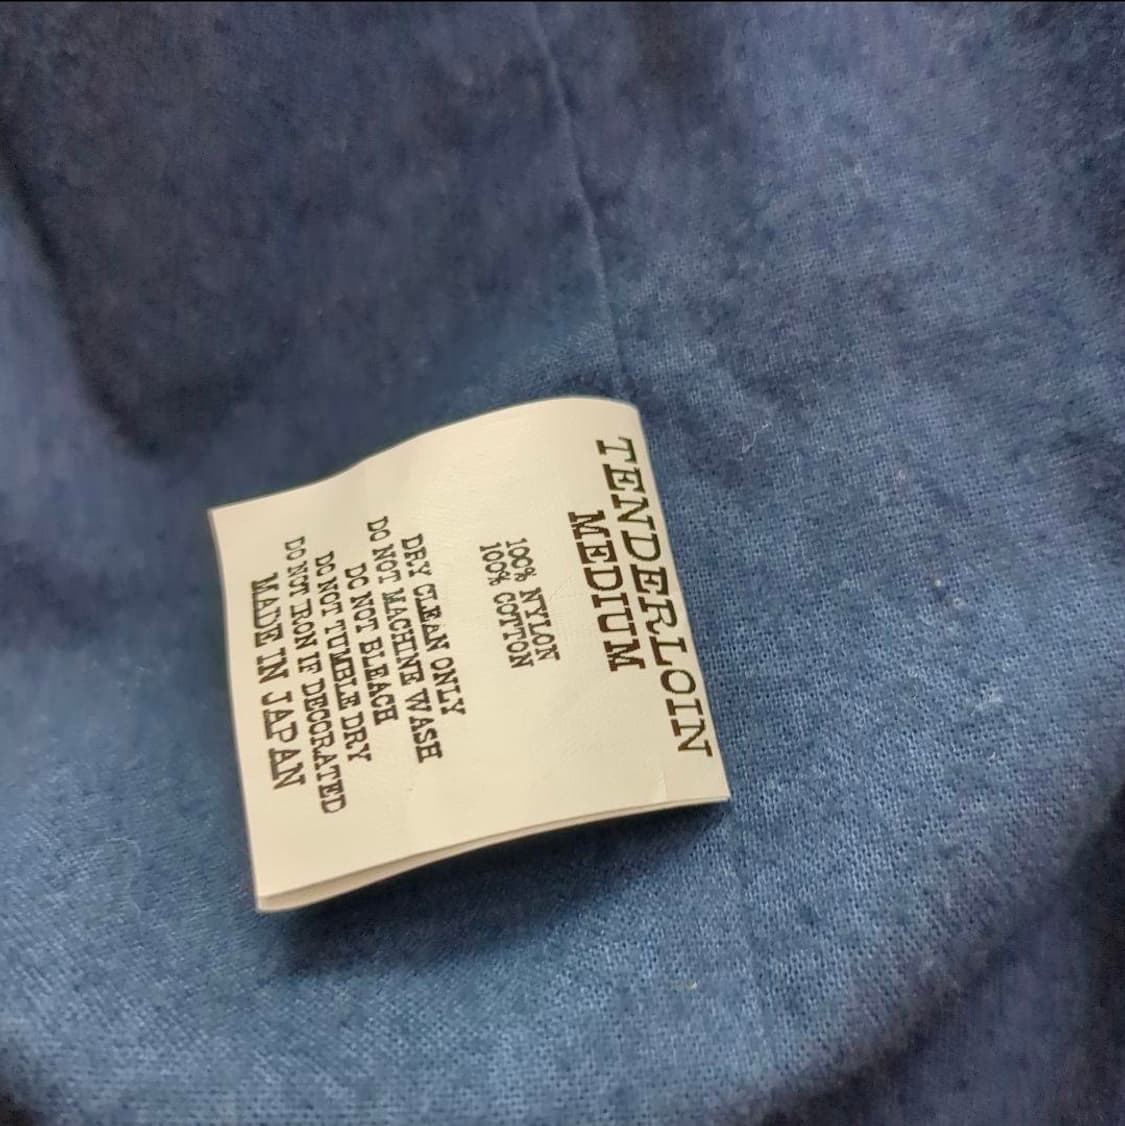 TENDERLOIN
MEDIUM
100% NYLON
100% COTTON
DRY CLEAN ONLY
DO NOT MACHINE WASH
DO NOT BLEACH
DO NOT TUMBLE DRY
DO NOT IRON IF DECORATED
MADE IN JAPAN